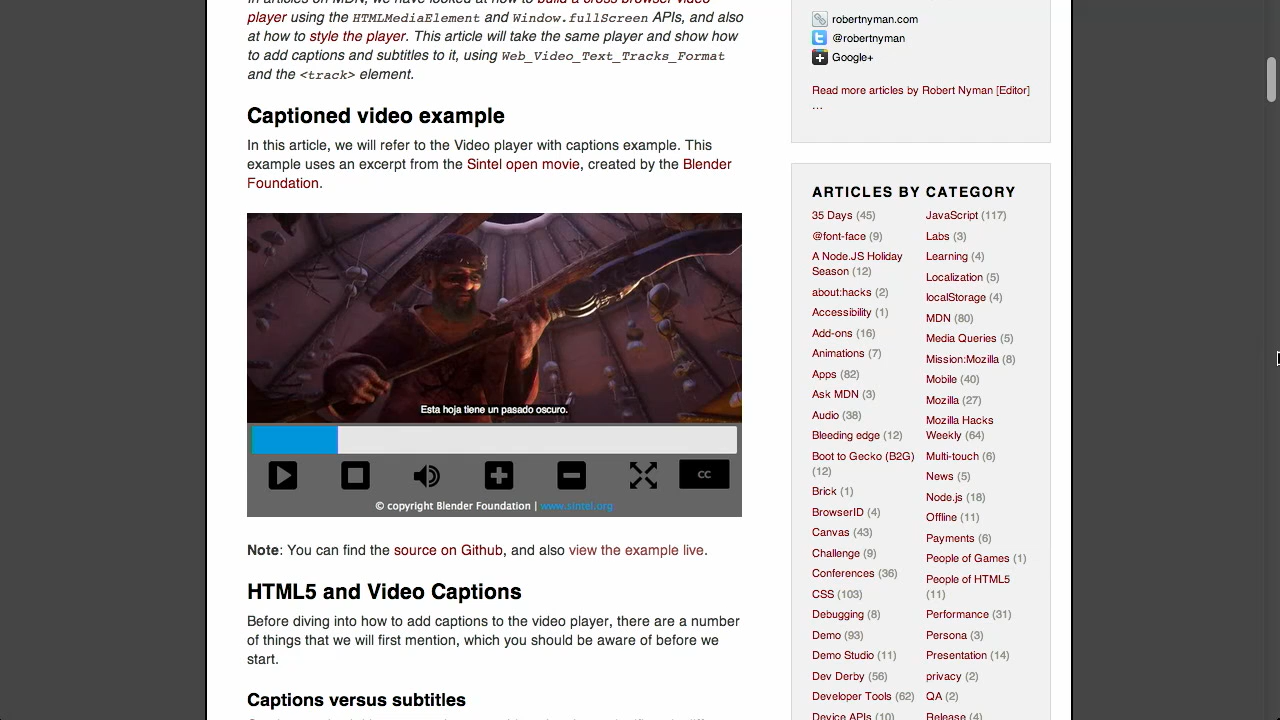 In articles on MDN, we have looked at how to build a cross browser video
player using the HTMLMediaElement and Window.fullScreen APIs, and also
at how to style the player. This article will take the same player and show how
to add captions and subtitles to it, using Web_Video_Text_Tracks_Format
and the <track> element.
Captioned video example
In this article, we will refer to the Video player with captions example. This
example uses an excerpt from the Sintel open movie, created by the Blender
Foundation.
Esta hoja tiene un pasado oscuro.
CC
© copyright Blender Foundation | www.sintel.org
Note: You can find the source on Github, and also view the example live.
HTML5 and Video Captions
Before diving into how to add captions to the video player, there are a number
of things that we will first mention, which you should be aware of before we
start.
Captions versus subtitles
robertnyman.com
@robertnyman
Google+
Read more articles by Robert Nyman [Editor]
…
ARTICLES BY CATEGORY
35 Days (45)
@font-face (9)
A Node.JS Holiday
Season (12)
about:hacks (2)
Accessibility (1)
Add-ons (16)
Animations (7)
Apps (82)
Ask MDN (3)
Audio (38)
Bleeding edge (12)
Boot to Gecko (B2G)
(12)
Brick (1)
BrowserID (4)
Canvas (43)
Challenge (9)
Conferences (36)
CSS (103)
Debugging (8)
Demo (93)
Demo Studio (11)
Dev Derby (56)
Developer Tools (62)
Device APIs (10)
JavaScript (117)
Labs (3)
Learning (4)
Localization (5)
localStorage (4)
MDN (80)
Media Queries (5)
Mission:Mozilla (8)
Mobile (40)
Mozilla (27)
Mozilla Hacks
Weekly (64)
Multi-touch (6)
News (5)
Node.js (18)
Offline (11)
Payments (6)
People of Games (1)
People of HTML5
(11)
Performance (31)
Persona (3)
Presentation (14)
privacy (2)
QA (2)
Release (4)